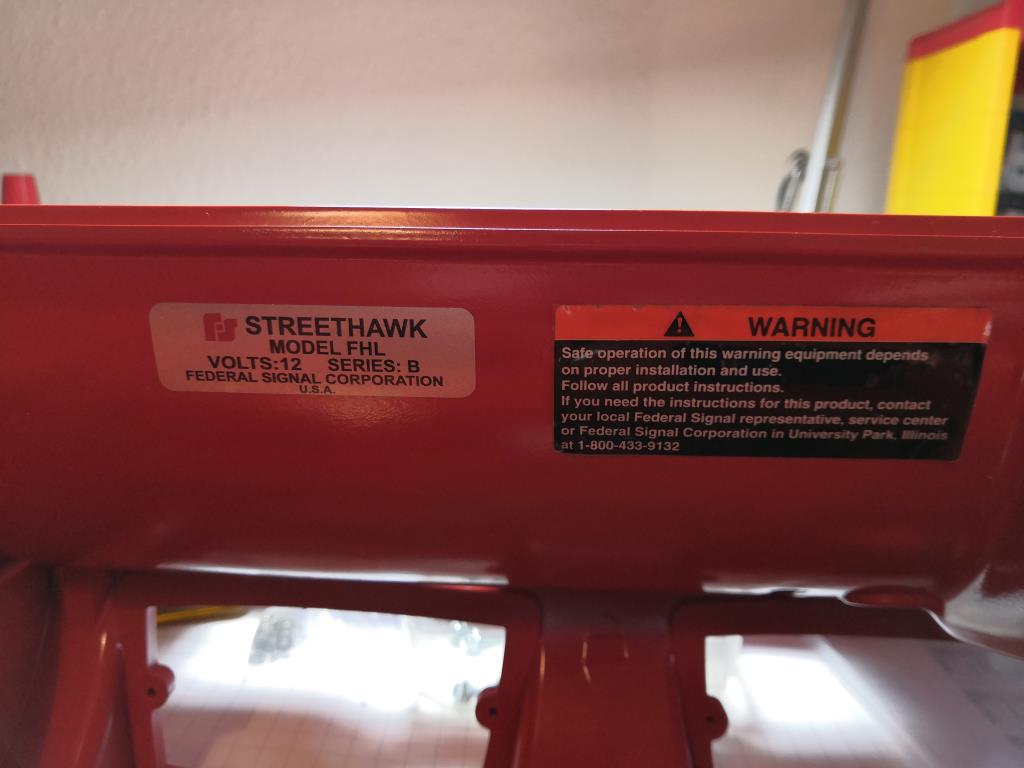 STREETHAWK
MODEL FHL
VOLTS:12 SERIES: B
FEDERAL SIGNAL CORPORATION
U.S.A.
WARNING
Safe operation of this warning equipment depends
on proper installation and use.
Follow all product instructions.
If you need the instructions for this product, contact
your local Federal Signal representative, service center
or Federal Signal Corporation in University Park, Illinois
at 1-800-433-9132